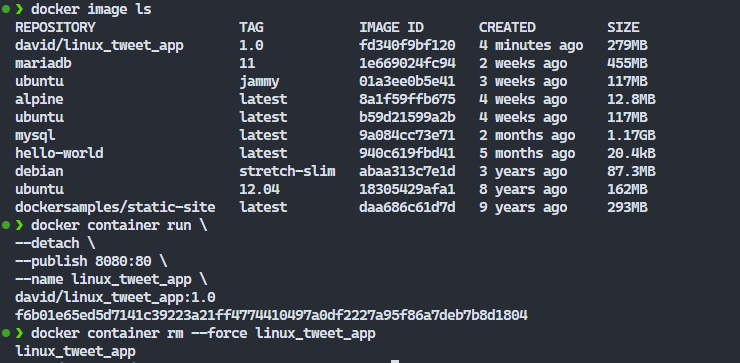 ❯ docker image ls
REPOSITORY TAG IMAGE ID CREATED SIZE
david/linux_tweet_app 1.0 fd340f9bf120 4 minutes ago 279MB
mariadb 11 1e669024fc94 2 weeks ago 455MB
ubuntu jammy 01a3ee0b5e41 3 weeks ago 117MB
alpine latest 8a1f59ffb675 4 weeks ago 12.8MB
ubuntu latest b59d21599a2b 4 weeks ago 117MB
mysql latest 9a084cc73e71 2 months ago 1.17GB
hello-world latest 940c619fbd41 5 months ago 20.4kB
debian stretch-slim abaa313c7e1d 3 years ago 87.3MB
ubuntu 12.04 18305429afa1 8 years ago 162MB
dockersamples/static-site latest daa686c61d7d 9 years ago 293MB
❯ docker container run \
--detach \
--publish 8080:80 \
--name linux_tweet_app \
david/linux_tweet_app:1.0
f6b01e65ed5d7141c39223a21ff4774410497a0df2227a95f86a7deb7b8d1804
❯ docker container rm --force linux_tweet_app
linux_tweet_app